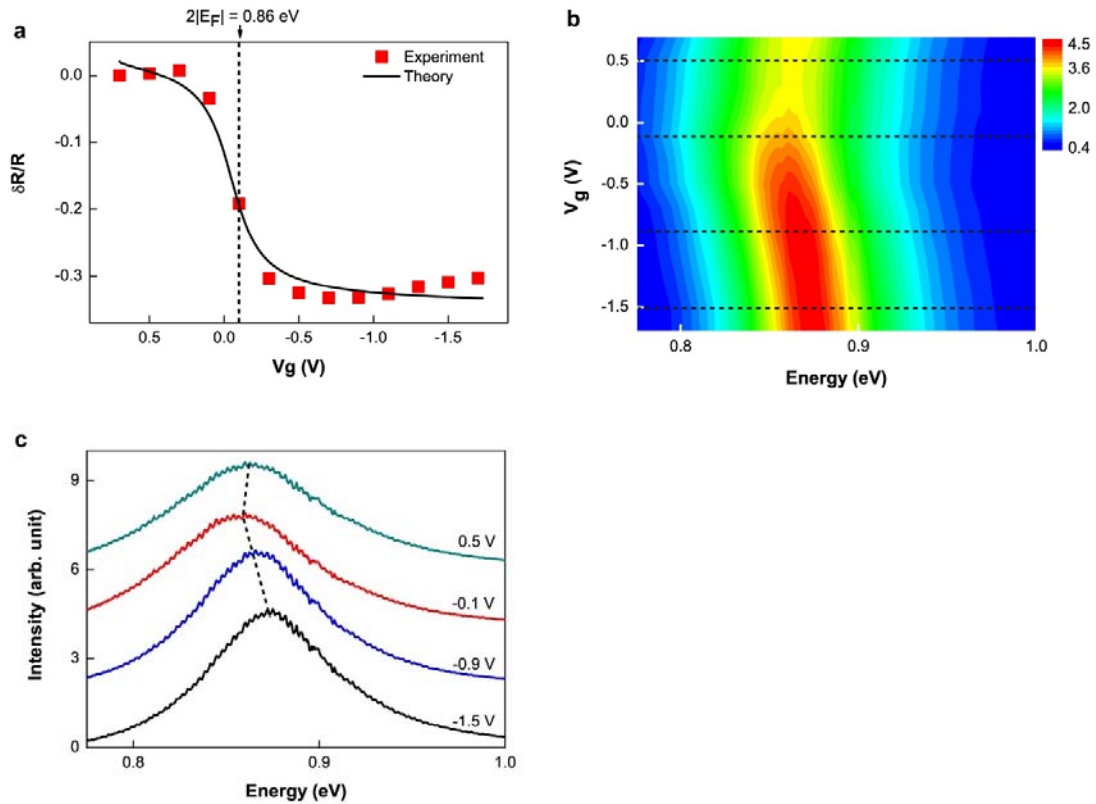 2|EF| = 0.86 eV
a
Experiment
Theory
0.0
-0.1
-0.2
-0.3
δR/R
0.5
0.0
-0.5
-1.0
-1.5
Vg (V)
b
0.5
0.0
-0.5
-1.0
-1.5
Vg (V)
0.8
0.9
1.0
Energy (eV)
4.5
3.6
2.0
0.4
c
9
6
3
0
Intensity (arb. unit)
0.5 V
-0.1 V
-0.9 V
-1.5 V
0.8
0.9
1.0
Energy (eV)